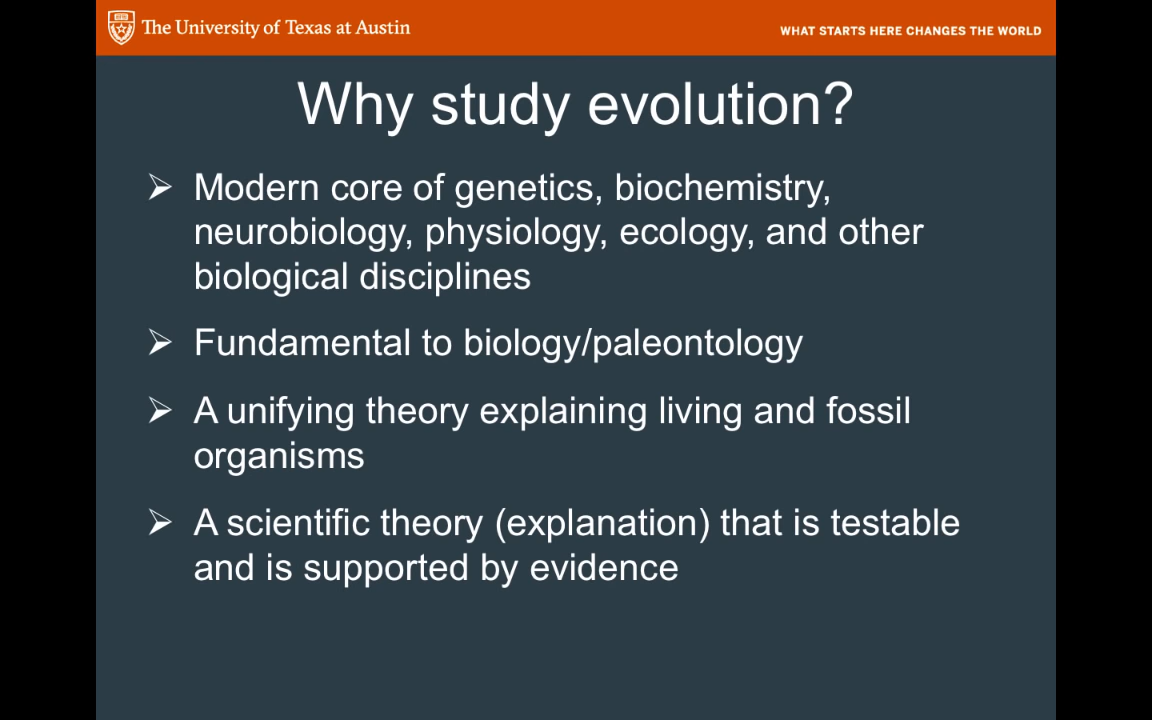 The University of Texas at Austin
WHAT STARTS HERE CHANGES THE WORLD
Why study evolution?
➢ Modern core of genetics, biochemistry,
neurobiology, physiology, ecology, and other
biological disciplines
➢ Fundamental to biology/paleontology
➢ A unifying theory explaining living and fossil
organisms
➢ A scientific theory (explanation) that is testable
and is supported by evidence